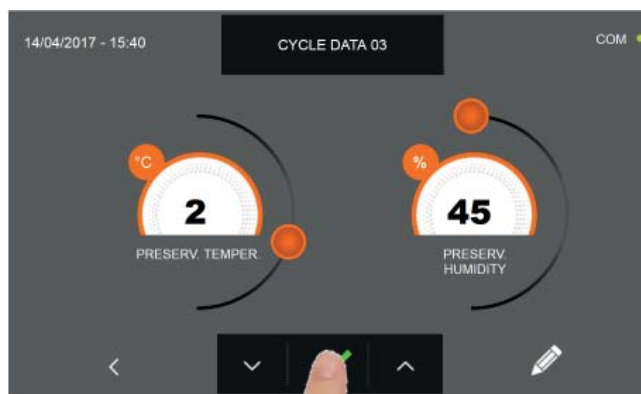 14/04/2017 - 15:40
CYCLE DATA 03
COM
°C
%
2
45
PRESERV. TEMPER.
PRESERV.
HUMIDITY